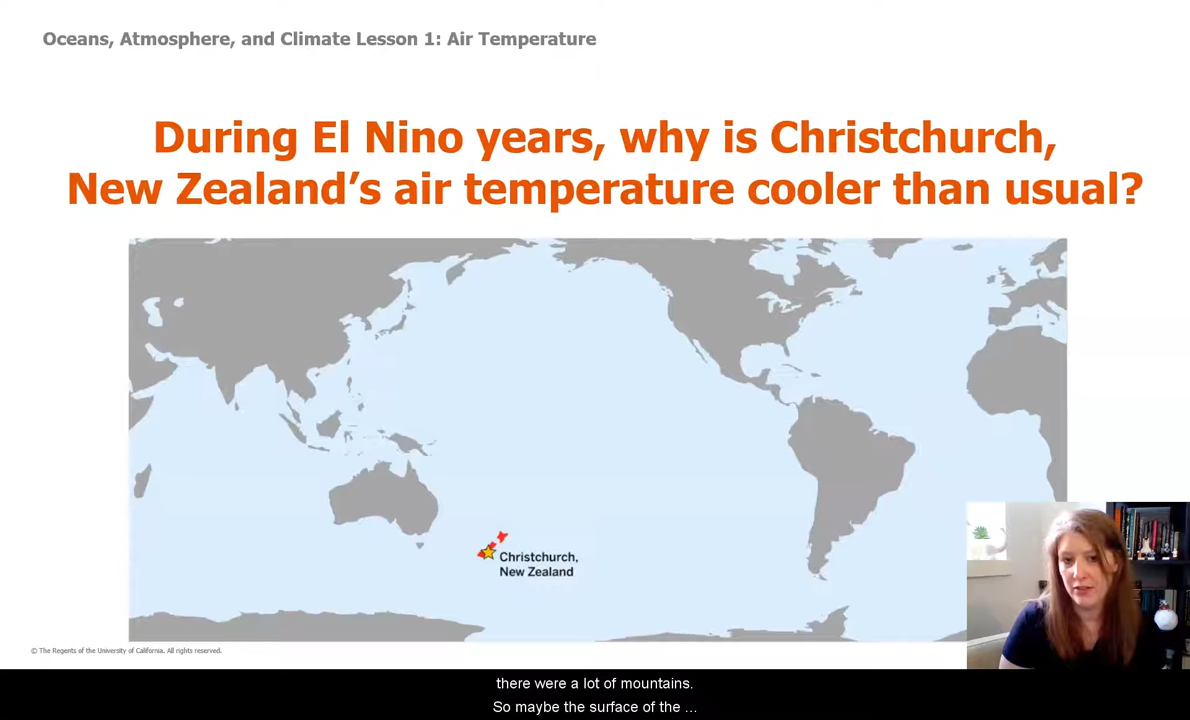 Oceans, Atmosphere, and Climate Lesson 1: Air Temperature
During El Nino years, why is Christchurch,
New Zealand’s air temperature cooler than usual?
Christchurch,
New Zealand
© The Regents of the University of California. All rights reserved.
there were a lot of mountains.
So maybe the surface of the ...